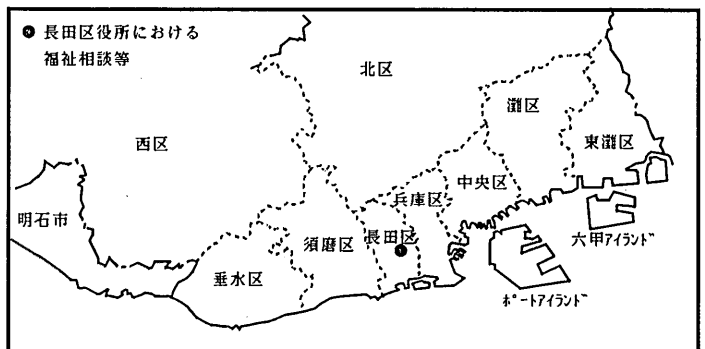 ● 長田区役所における
福祉相談等
北区
灘区
東灘区
西区
中央区
兵庫区
明石市
須磨区
長田区
六甲アイランド
垂水区
ポートアイランド